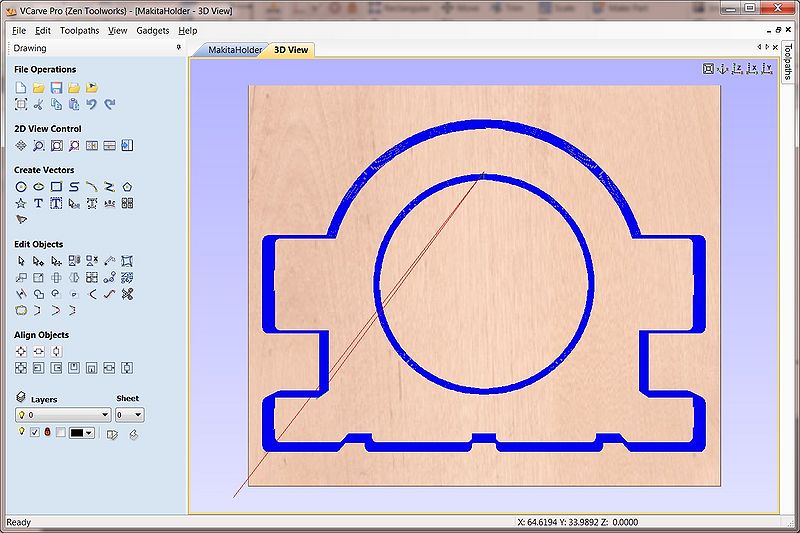 VCarve Pro {Zen Toolworks} - [MakitaHolder - 3D View]
File Edit Toolpaths View Gadgets Help
Drawing
MakitaHolder
3D View
Toolpaths
File Operations
2D View Control
Create Vectors
Edit Objects
Align Objects
Layers
Sheet
0
0
Ready
X: 64.6194 Y: 33.9892 Z: 0.0000